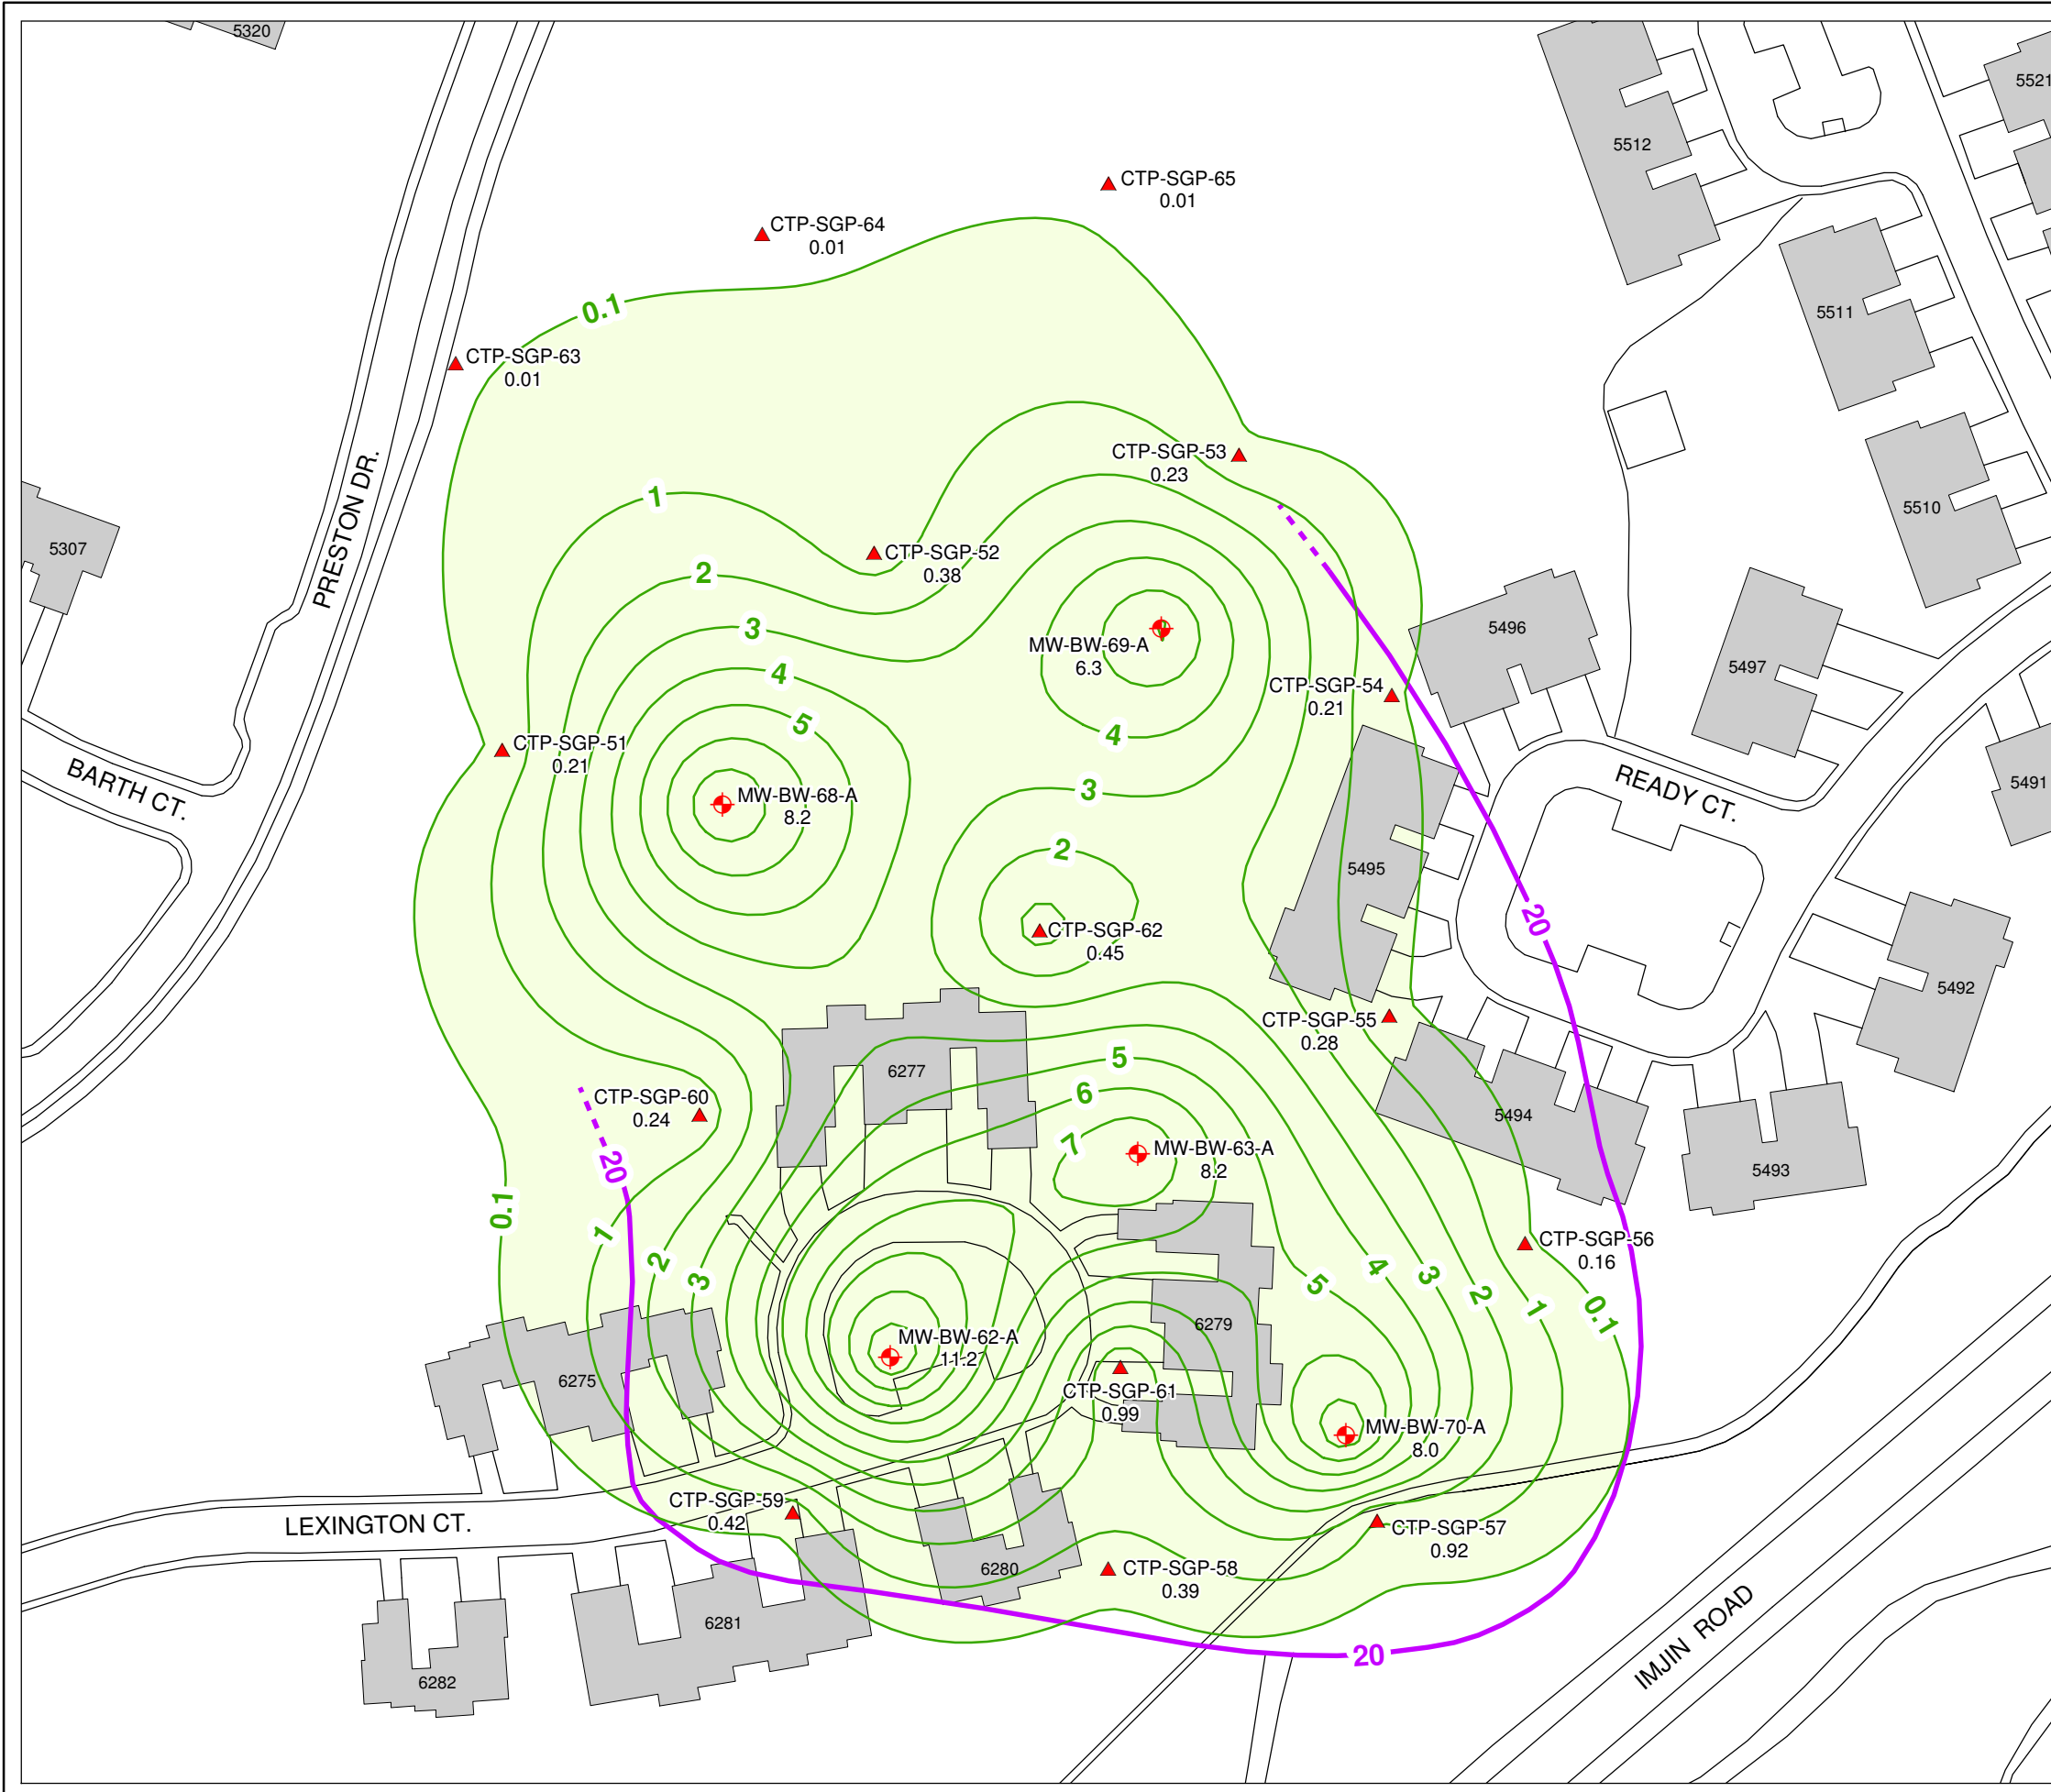 5320
5521
5512
CTP-SGP-65
0.01
CTP-SGP-64
0.01
0.1
5511
CTP-SGP-63
0.01
CTP-SGP-53
0.23
1
5510
PRESTON DR.
5307
CTP-SGP-52
0.38
2
3
5496
MW-BW-69-A
6.3
4
5497
CTP-SGP-54
0.21
5
4
CTP-SGP-51
0.21
BARTH CT.
READY CT.
5491
3
MW-BW-68-A
8.2
2
5495
20
CTP-SGP-62
0.45
5492
CTP-SGP-55
0.28
5
6277
6
CTP-SGP-60
0.24
5494
7
MW-BW-63-A
8.2
20
5493
0.1
1
2
3
CTP-SGP-56
0.16
5
4
3
2
1
0.1
6279
MW-BW-62-A
11.2
6275
CTP-SGP-61
0.99
MW-BW-70-A
8.0
CTP-SGP-59
0.42
LEXINGTON CT.
CTP-SGP-57
0.92
6280
CTP-SGP-58
0.39
6281
20
IMJIN ROAD
6282